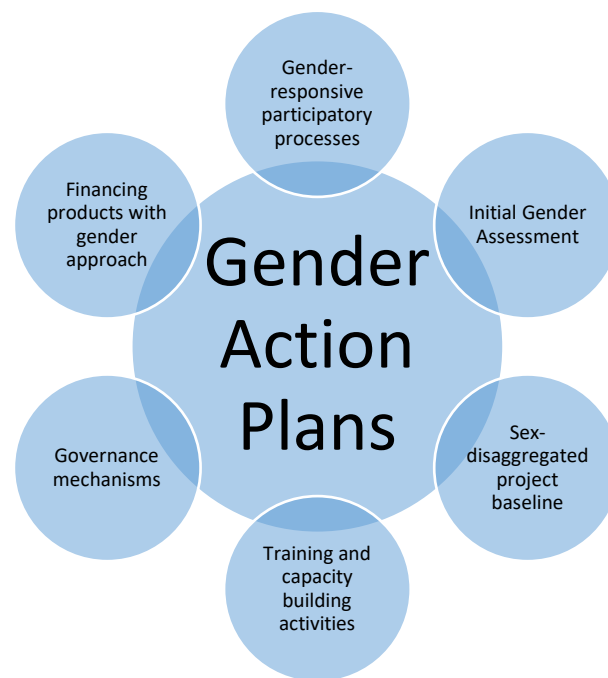 Gender-
responsive
participatory
processes
Financing
products with
gender
approach
Initial Gender
Assessment
Gender
Action
Plans
Governance
mechanisms
Sex-
disaggregated
project
baseline
Training and
capacity
building
activities